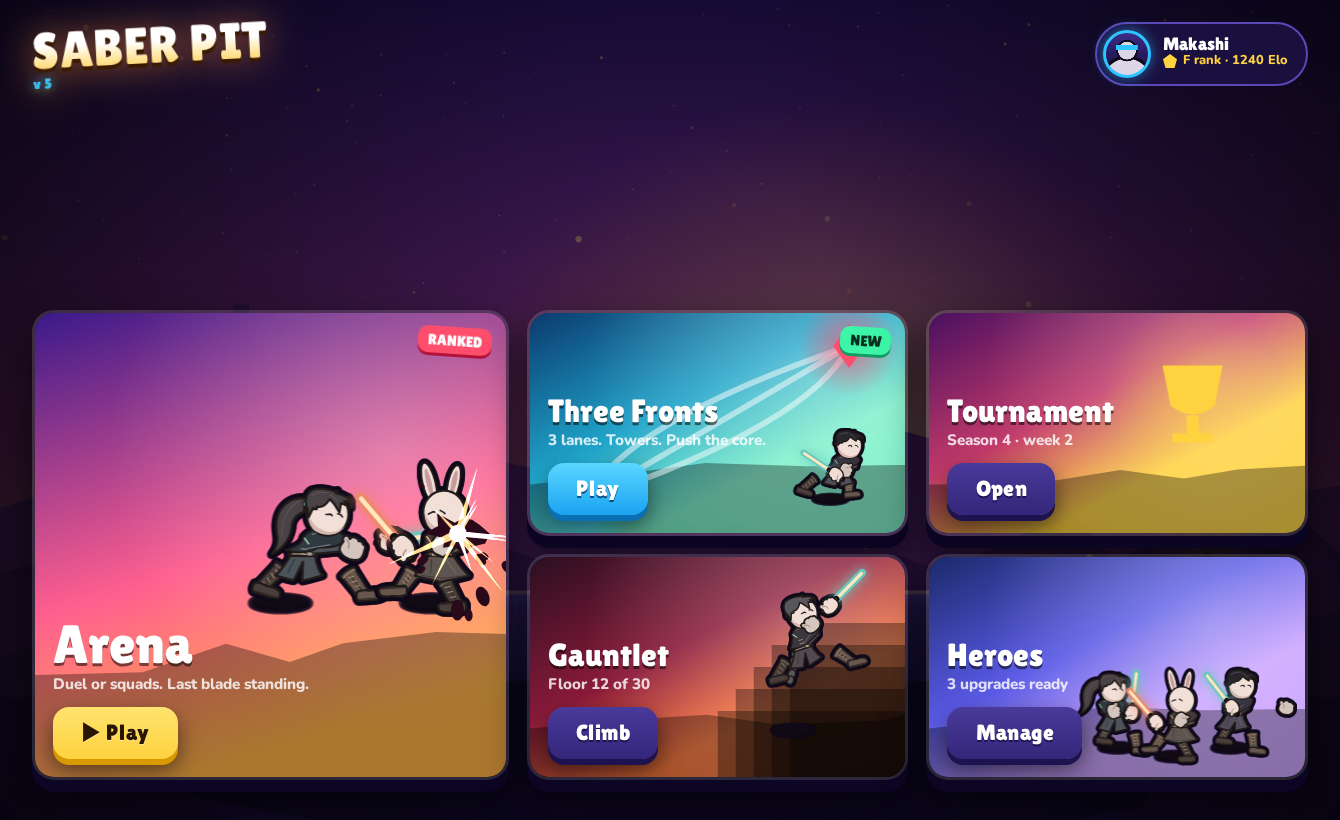 SABER PIT
v 5
Makashi
F rank · 1240 Elo
RANKED
Arena
Duel or squads. Last blade standing.
Play
NEW
Three Fronts
3 lanes. Towers. Push the core.
Play
Tournament
Season 4 · week 2
Open
Gauntlet
Floor 12 of 30
Climb
Heroes
3 upgrades ready
Manage